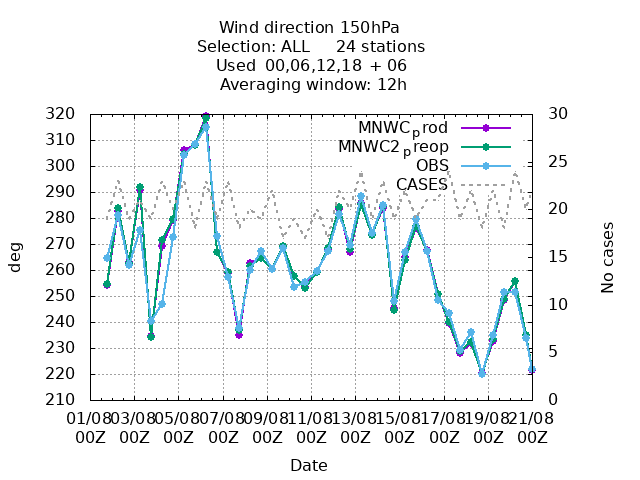 Wind direction 150hPa
Selection: ALL 24 stations
Used 00,06,12,18 + 06
Averaging window: 12h
320 30
310
300 25
290
280 20
270 15
260
250 10
240
230 5
220
210 0
MNWCprod
MNWC2preop
OBS
CASES
deg
No cases
01/08 03/08 05/08 07/08 09/08 11/08 13/08 15/08 17/08 19/08 21/08
00Z 00Z 00Z 00Z 00Z 00Z 00Z 00Z 00Z 00Z 00Z
Date